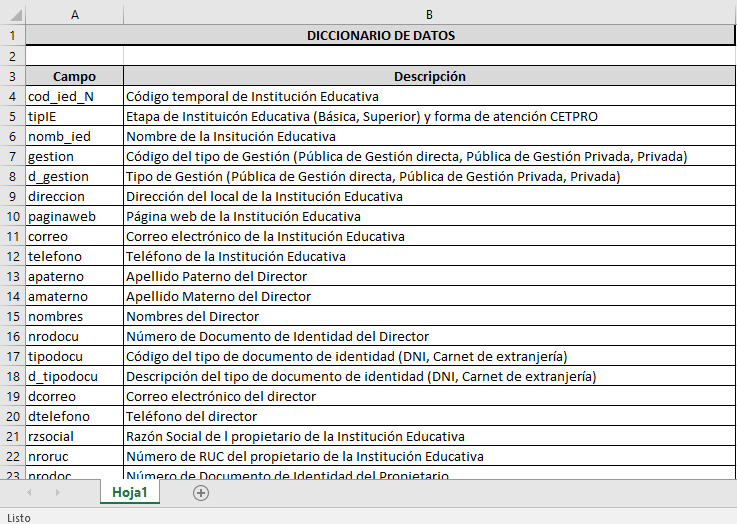 A B
1 DICCIONARIO DE DATOS
2
3 Campo Descripción
4 cod_ied_N Código temporal de Institución Educativa
5 tipIE Etapa de Instituicón Educativa (Básica, Superior) y forma de atención CETPRO
6 nomb_ied Nombre de la Insitución Educativa
7 gestion Código del tipo de Gestión (Pública de Gestión directa, Pública de Gestión Privada, Privada)
8 d_gestion Tipo de Gestión (Pública de Gestión directa, Pública de Gestión Privada, Privada)
9 direccion Dirección del local de la Institución Educativa
10 paginaweb Página web de la Institución Educativa
11 correo Correo electrónico de la Institución Educativa
12 telefono Teléfono de la Institución Educativa
13 apaterno Apellido Paterno del Director
14 amaterno Apellido Materno del Director
15 nombres Nombres del Director
16 nrodocu Número de Documento de Identidad del Director
17 tipodocu Código del tipo de documento de identidad (DNI, Carnet de extranjería)
18 d_tipodocu Descripción del tipo de documento de identidad (DNI, Carnet de extranjería)
19 dcorreo Correo electrónico del director
20 dtelefono Teléfono del director
21 rzsocial Razón Social de l propietario de la Institución Educativa
22 nroruc Número de RUC del propietario de la Institución Educativa
23 nrodoc Número de Documento de Identidad del Propietario
Hoja1
Listo